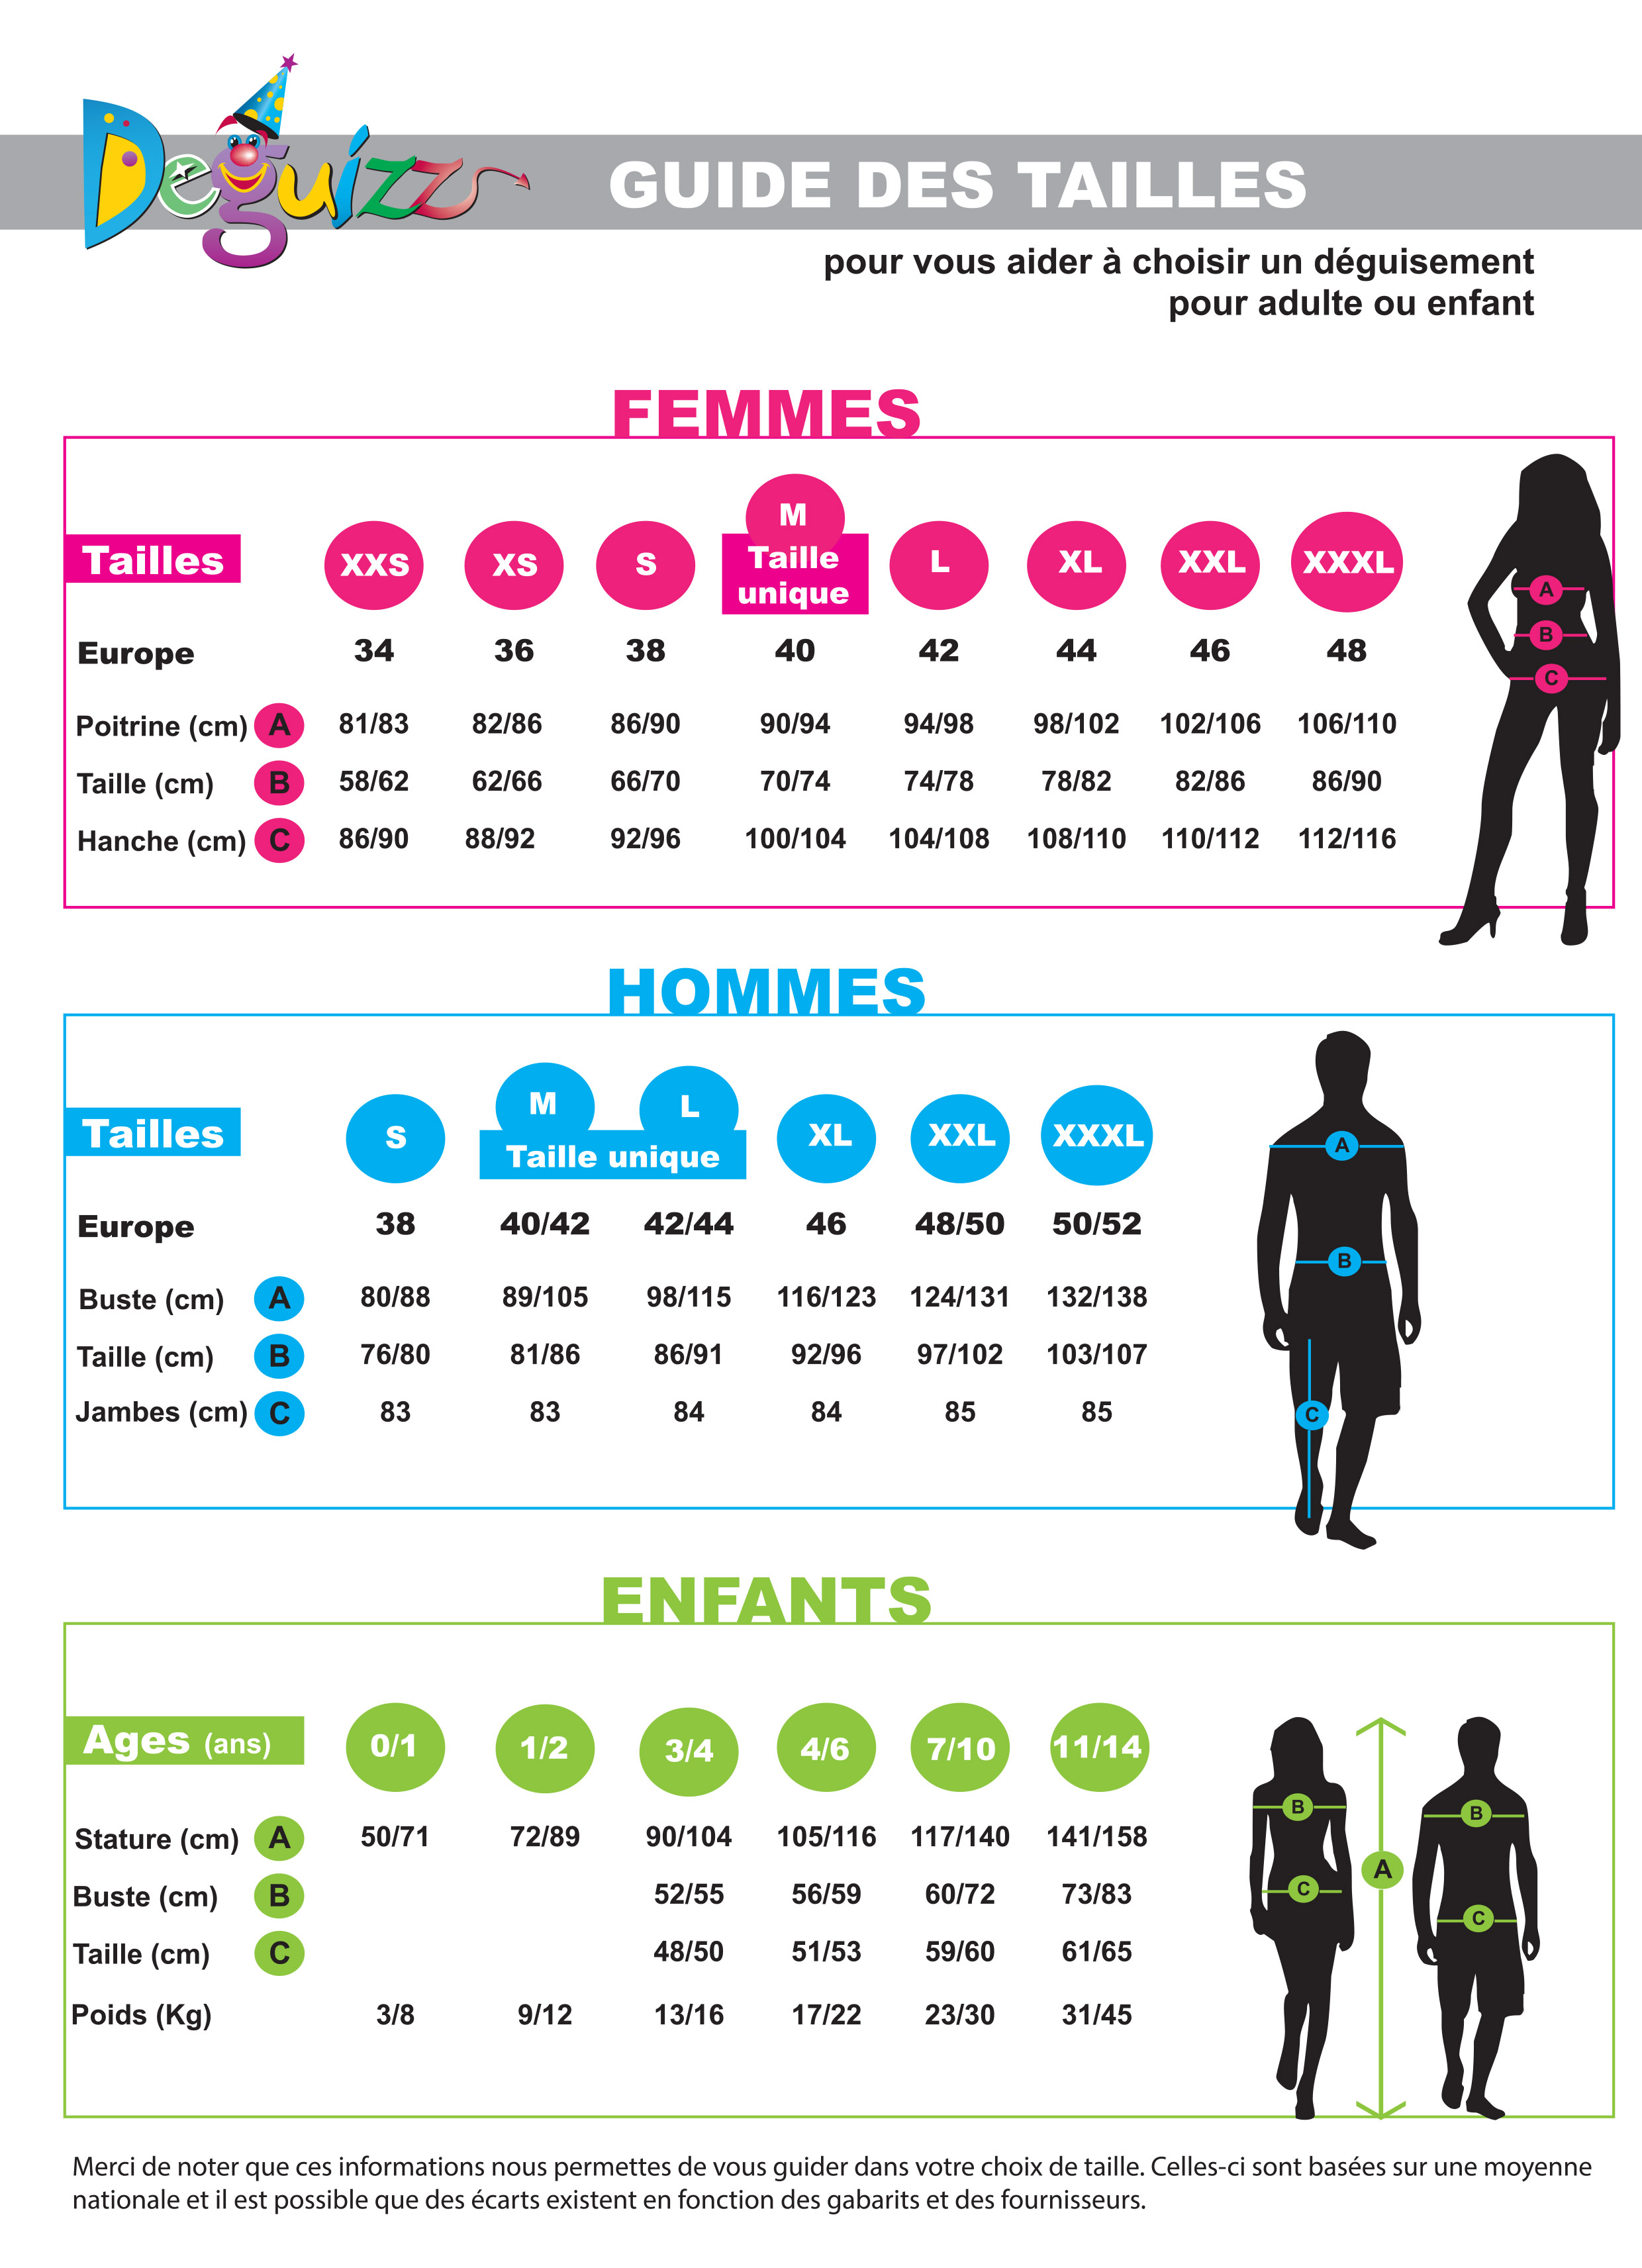 Deguizz
GUIDE DES TAILLES
pour vous aider à choisir un déguisement
pour adulte ou enfant
FEMMES
Tailles XXS XS S M Taille unique L XL XXL XXXL
Europe 34 36 38 40 42 44 46 48
Poitrine (cm) A 81/83 82/86 86/90 90/94 94/98 98/102 102/106 106/110
Taille (cm) B 58/62 62/66 66/70 70/74 74/78 78/82 82/86 86/90
Hanche (cm) C 86/90 88/92 92/96 100/104 104/108 108/110 110/112 112/116
A
B
C
HOMMES
Tailles S M L Taille unique XL XXL XXXL
Europe 38 40/42 42/44 46 48/50 50/52
Buste (cm) A 80/88 89/105 98/115 116/123 124/131 132/138
Taille (cm) B 76/80 81/86 86/91 92/96 97/102 103/107
Jambes (cm) C 83 83 84 84 85 85
A
B
C
ENFANTS
Ages (ans) 0/1 1/2 3/4 4/6 7/10 11/14
Stature (cm) A 50/71 72/89 90/104 105/116 117/140 141/158
Buste (cm) B 52/55 56/59 60/72 73/83
Taille (cm) C 48/50 51/53 59/60 61/65
Poids (Kg) 3/8 9/12 13/16 17/22 23/30 31/45
B B
A
C C
Merci de noter que ces informations nous permettes de vous guider dans votre choix de taille. Celles-ci sont basées sur une moyenne
nationale et il est possible que des écarts existent en fonction des gabarits et des fournisseurs.